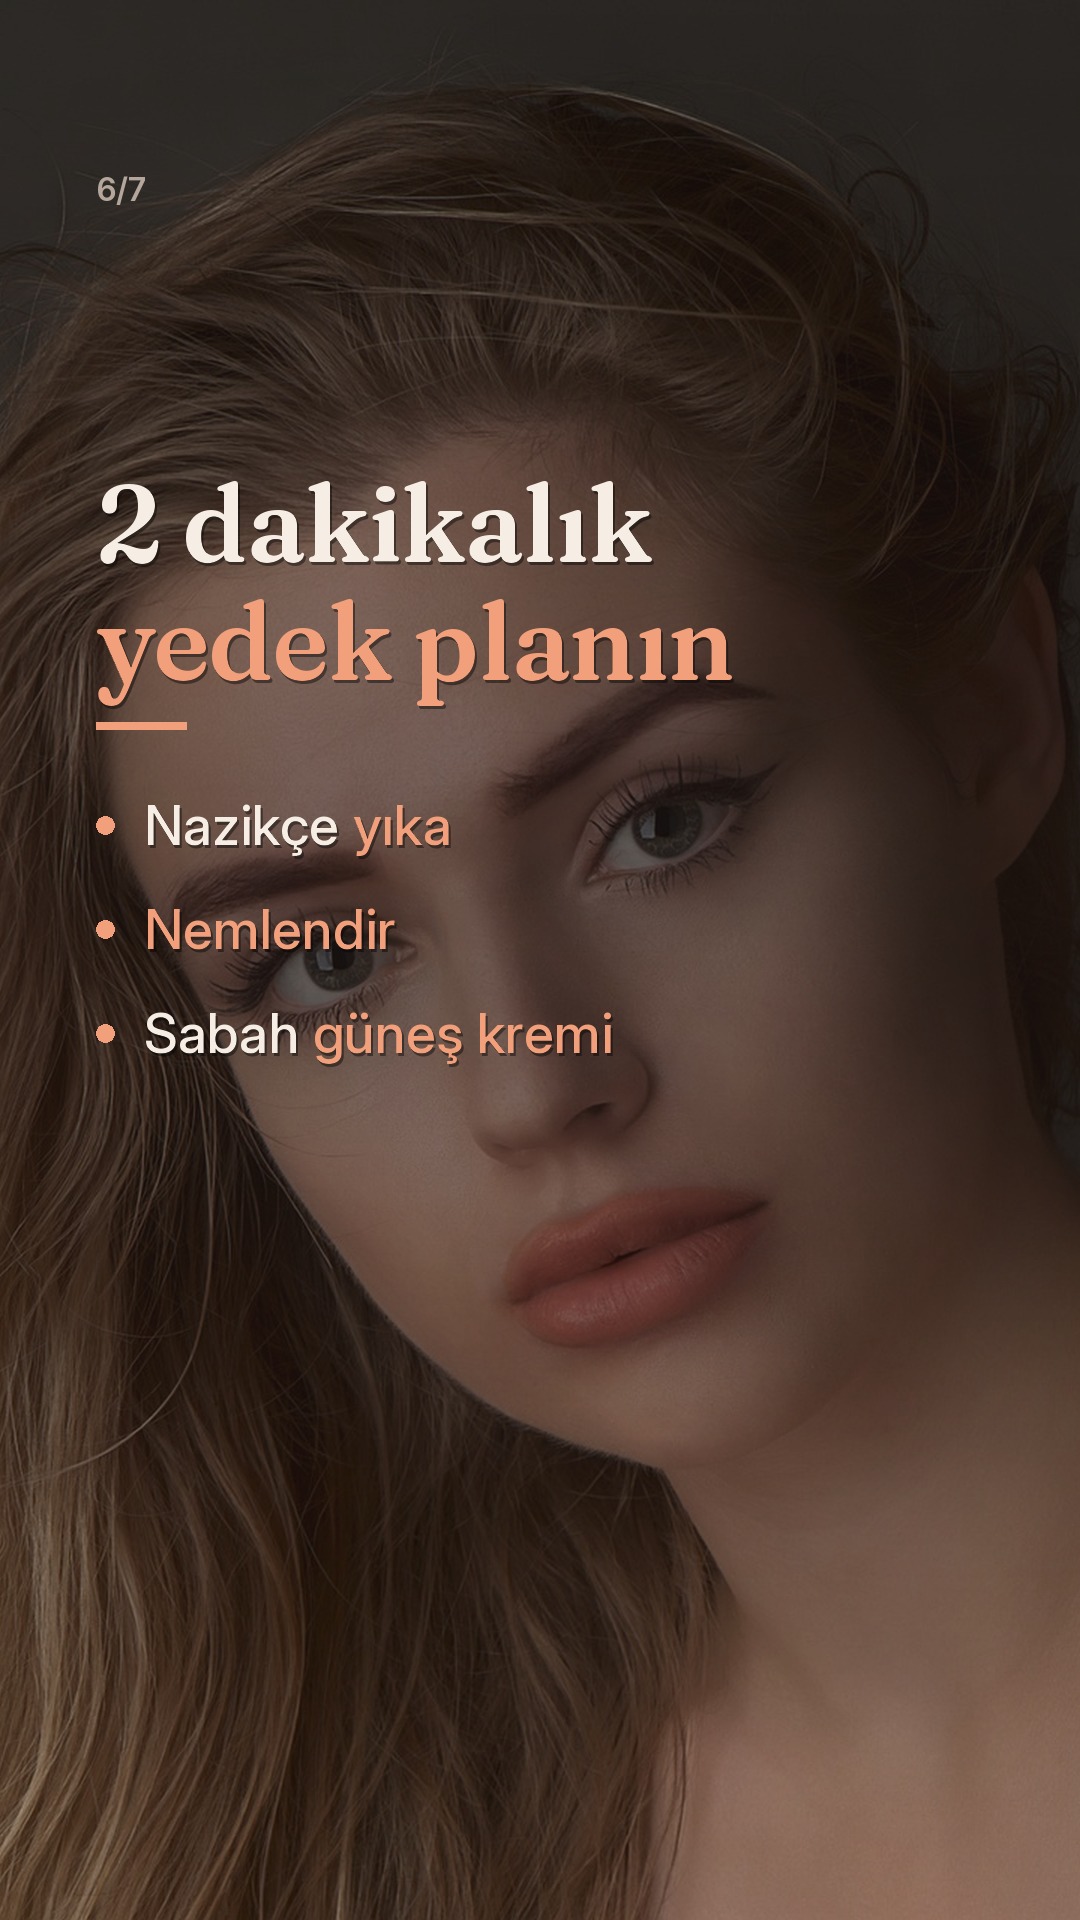 6/7
2 dakikalık
yedek planın
Nazikçe yıka
Nemlendir
Sabah güneş kremi